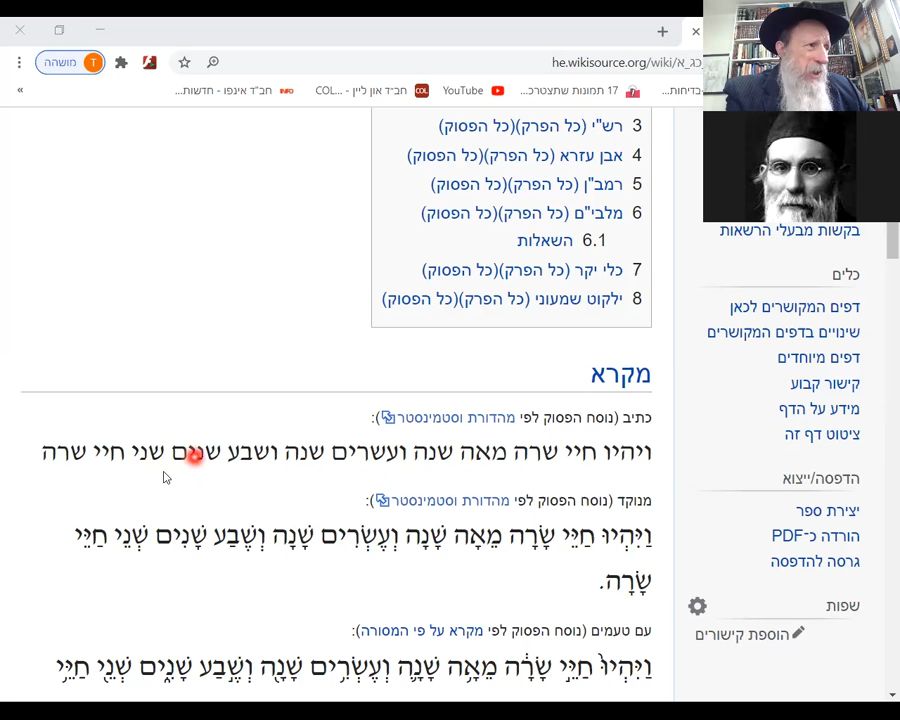 משהה T
he.wikisource.org/wiki/כג_א
בדיחות...
17 תמונות שתצטרכ...
YouTube
חב״ד און ליין - COL...
חב״ד אינפו - חדשות...
»
3 רש"י (כל הפרק)(כל הפסוק)
4 אבן עזרא (כל הפרק)(כל הפסוק)
5 רמב"ן (כל הפרק)(כל הפסוק)
6 מלבי"ם (כל הפרק)(כל הפסוק)
6.1 השאלות
7 כלי יקר (כל הפרק)(כל הפסוק)
8 ילקוט שמעוני (כל הפרק)(כל הפסוק)
מקרא
כתיב (נוסח הפסוק לפי מהדורת וסטמינסטר):
ויהיו חיי שרה מאה שנה ועשרים שנה ושבע שנים שני חיי שרה
מנוקד (נוסח הפסוק לפי מהדורת וסטמינסטר):
וַיִּהְיוּ חַיֵּי שָׂרָה מֵאָה שָׁנָה וְעֶשְׂרִים שָׁנָה וְשֶׁבַע שָׁנִים שְׁנֵי חַיֵּי
שָׂרָה.
עם טעמים (נוסח הפסוק לפי מקרא על פי המסורה):
וַיִּהְיוּ֙ חַיֵּ֣י שָׂרָ֔ה מֵאָ֥ה שָׁנָ֛ה וְעֶשְׂרִ֥ים שָׁנָ֖ה וְשֶׁ֣בַע שָׁנִ֑ים שְׁנֵ֖י חַיֵּ֥י
בקשות מבעלי הרשאות
כלים
דפים המקושרים לכאן
שינויים בדפים המקושרים
דפים מיוחדים
קישור קבוע
מידע על הדף
ציטוט דף זה
הדפסה/ייצוא
יצירת ספר
הורדה כ־PDF
גרסה להדפסה
שפות
הוספת קישורים